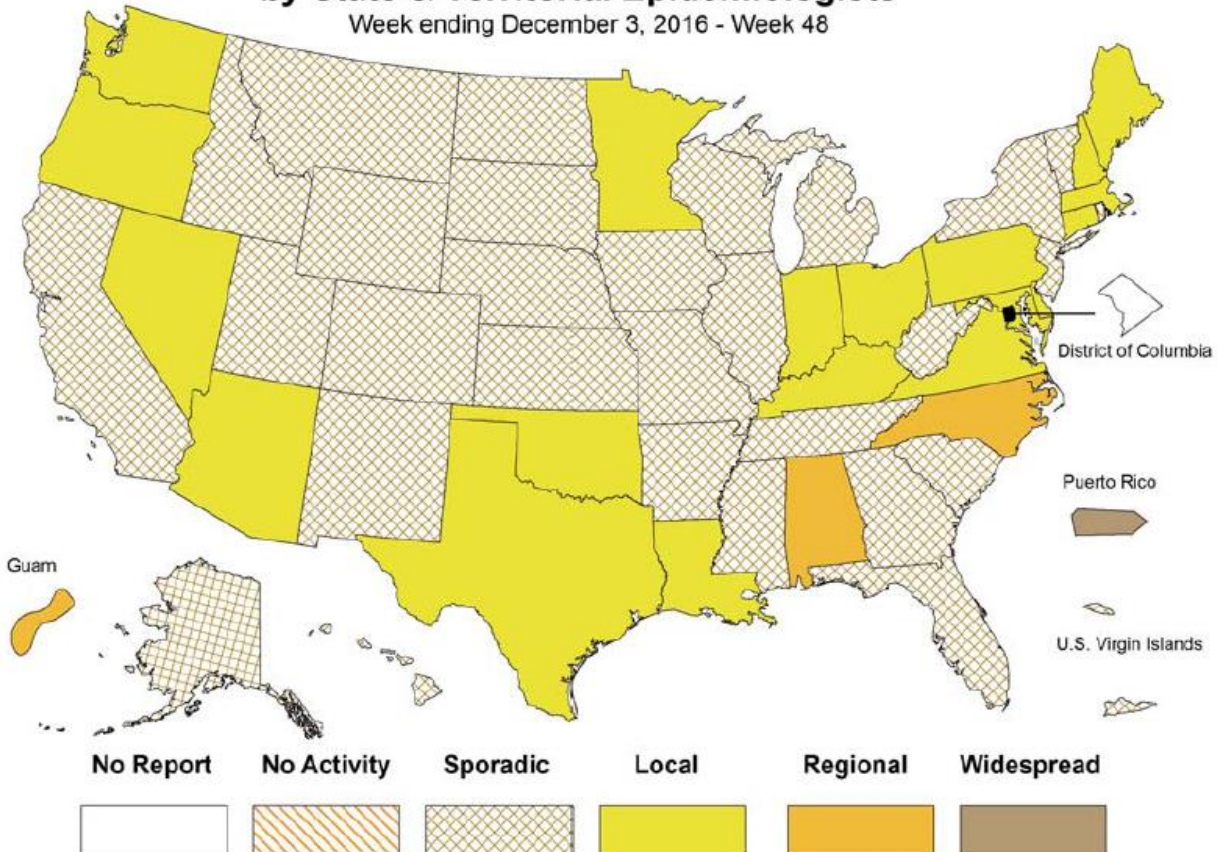 Week ending December 3, 2016 - Week 48
District of Columbia
Puerto Rico
Guam
U.S. Virgin Islands
No Report No Activity Sporadic Local Regional Widespread